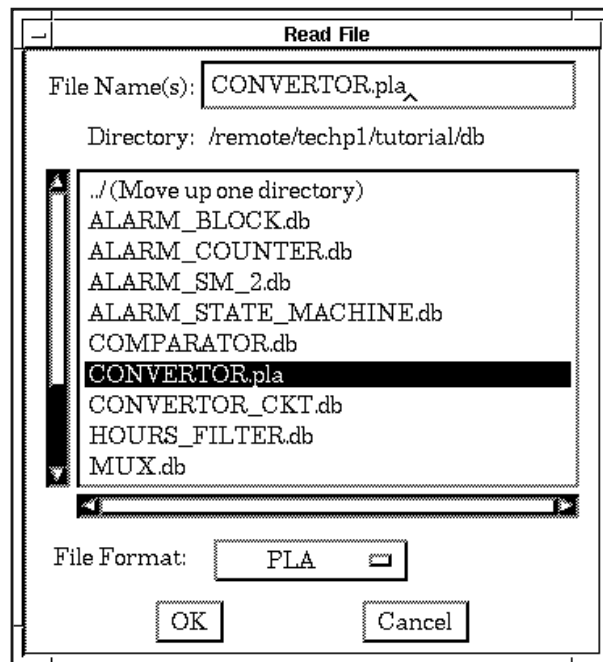 Read File
File Name(s): CONVERTOR.pla
Directory: /remote/techp1/tutorial/db
../(Move up one directory)
ALARM_BLOCK.db
ALARM_COUNTER.db
ALARM_SM_2.db
ALARM_STATE_MACHINE.db
COMPARATOR.db
CONVERTOR.pla
CONVERTOR_CKT.db
HOURS_FILTER.db
MUX.db
File Format: PLA
OK Cancel